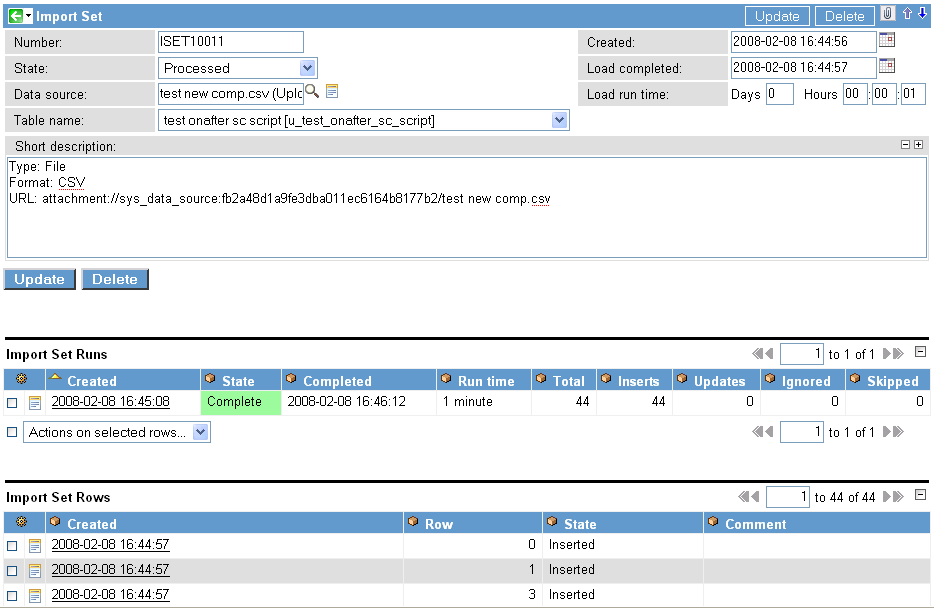 Import Set Update Delete
Number: ISET10011 Created: 2008-02-08 16:44:56
State: Processed Load completed: 2008-02-08 16:44:57
Data source: test new comp.csv (Uplo Load run time: Days 0 Hours 00 : 00 : 01
Table name: test onafter sc script [u_test_onafter_sc_script]
Short description:
Type: File
Format: CSV
URL: attachment://sys_data_source:fb2a48d1a9fe3dba011ec6164b8177b2/test new comp.csv
Update Delete
Import Set Runs 1 to 1 of 1
Created State Completed Run time Total Inserts Updates Ignored Skipped
2008-02-08 16:45:08 Complete 2008-02-08 16:46:12 1 minute 44 44 0 0 0
Actions on selected rows... 1 to 1 of 1
Import Set Rows 1 to 44 of 44
Created Row State Comment
2008-02-08 16:44:57 0 Inserted
2008-02-08 16:44:57 1 Inserted
2008-02-08 16:44:57 3 Inserted